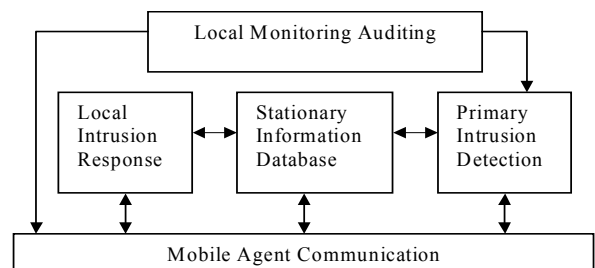 Local Monitoring Auditing
Local
Intrusion
Response
Stationary
Information
Database
Primary
Intrusion
Detection
Mobile Agent Communication